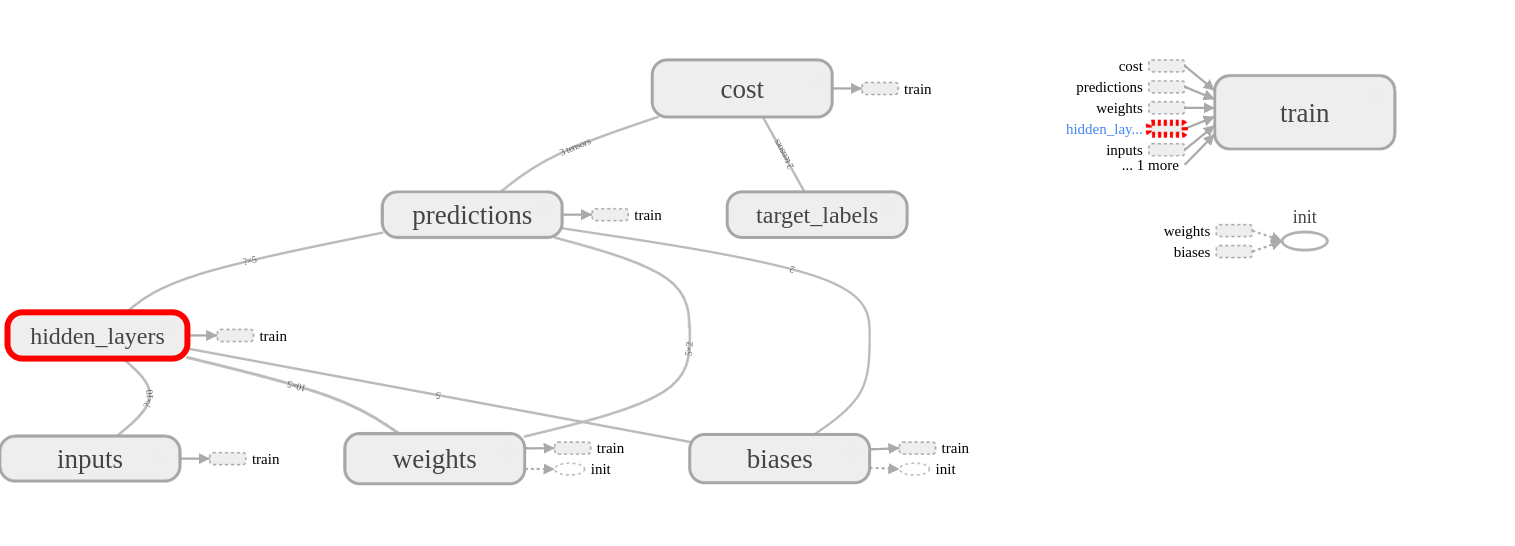 cost
train
3 tensors
2 tensors
predictions
train
target_labels
?×5
2
hidden_layers
train
5×2
?×10
10×5
5
inputs
train
weights
train
init
biases
train
init
cost
predictions
weights
hidden_lay...
inputs
... 1 more
train
init
weights
biases